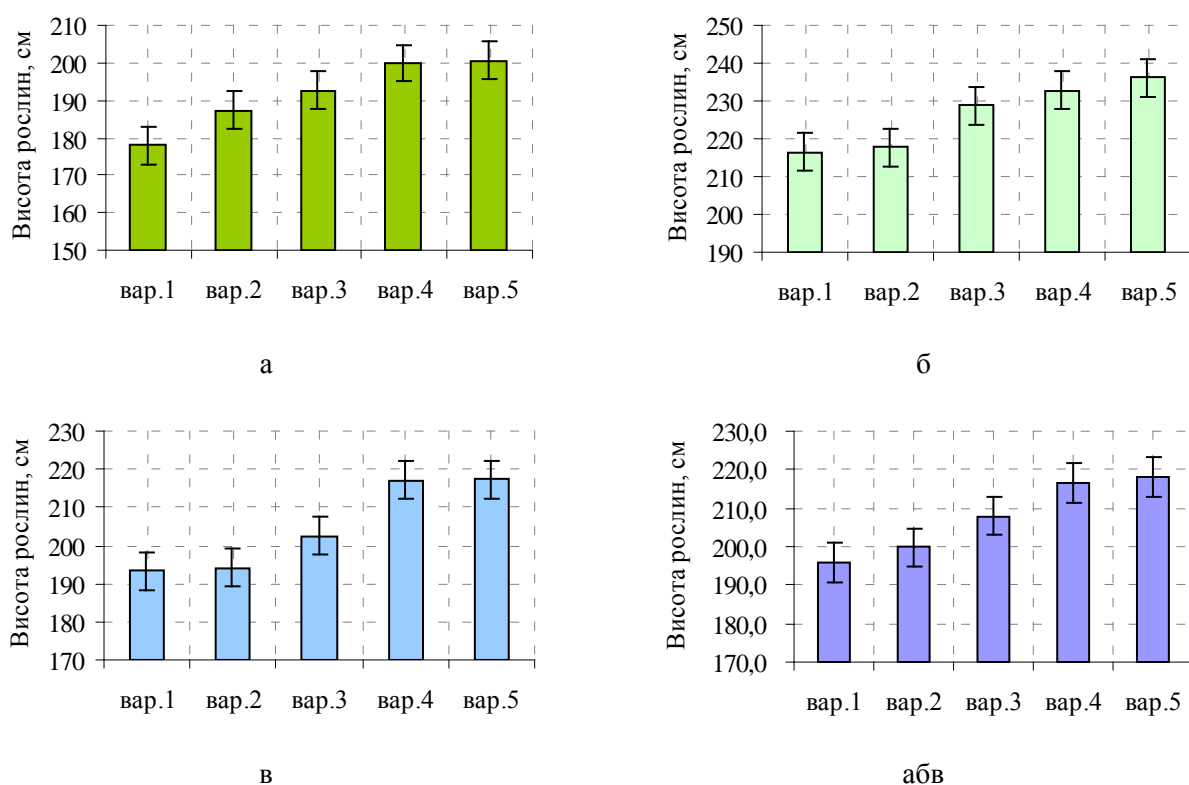 Висота рослин, см
210
200
190
180
170
160
150
вар.1 вар.2 вар.3 вар.4 вар.5
а
Висота рослин, см
250
240
230
220
210
200
190
вар.1 вар.2 вар.3 вар.4 вар.5
б
Висота рослин, см
230
220
210
200
190
180
170
вар.1 вар.2 вар.3 вар.4 вар.5
в
Висота рослин, см
230,0
220,0
210,0
200,0
190,0
180,0
170,0
вар.1 вар.2 вар.3 вар.4 вар.5
абв